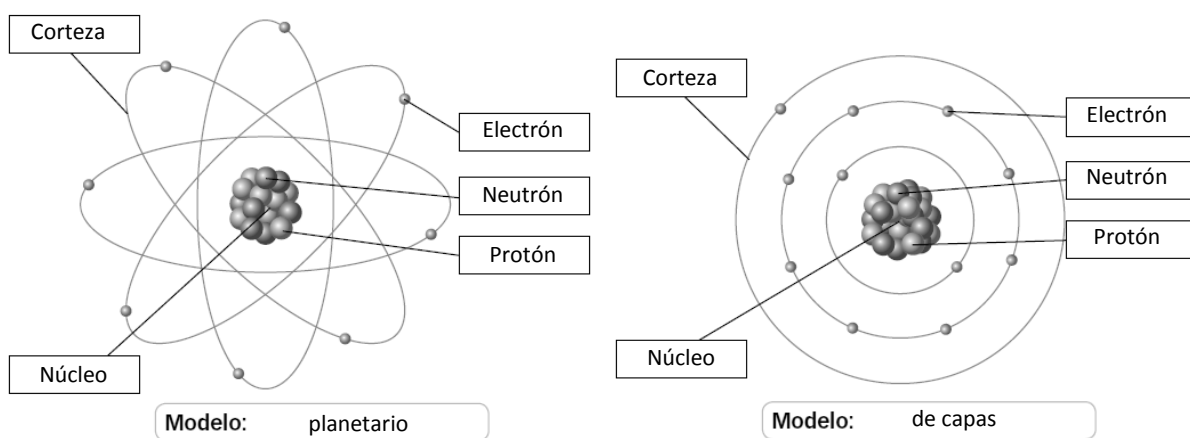 Corteza
Electrón
Neutrón
Protón
Núcleo
Modelo: planetario
Corteza
Electrón
Neutrón
Protón
Núcleo
Modelo: de capas